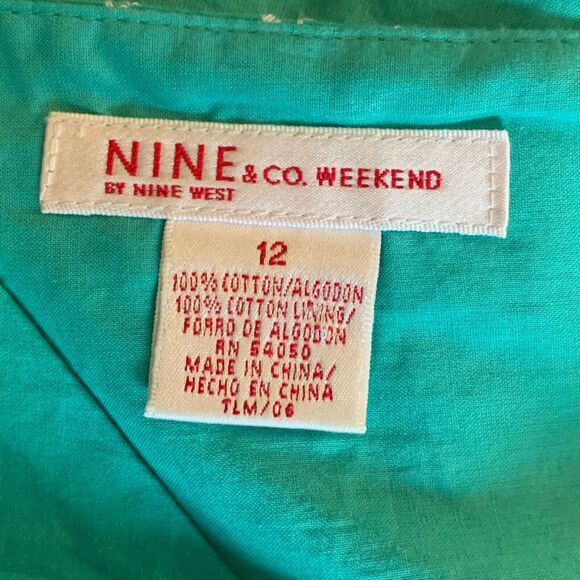 NINE & CO. WEEKEND
BY NINE WEST
12
100% COTTON/ALGODON
100% COTTON LINING/
FORRO DE ALGODON
RN 54050
MADE IN CHINA/
HECHO EN CHINA
TLM/06